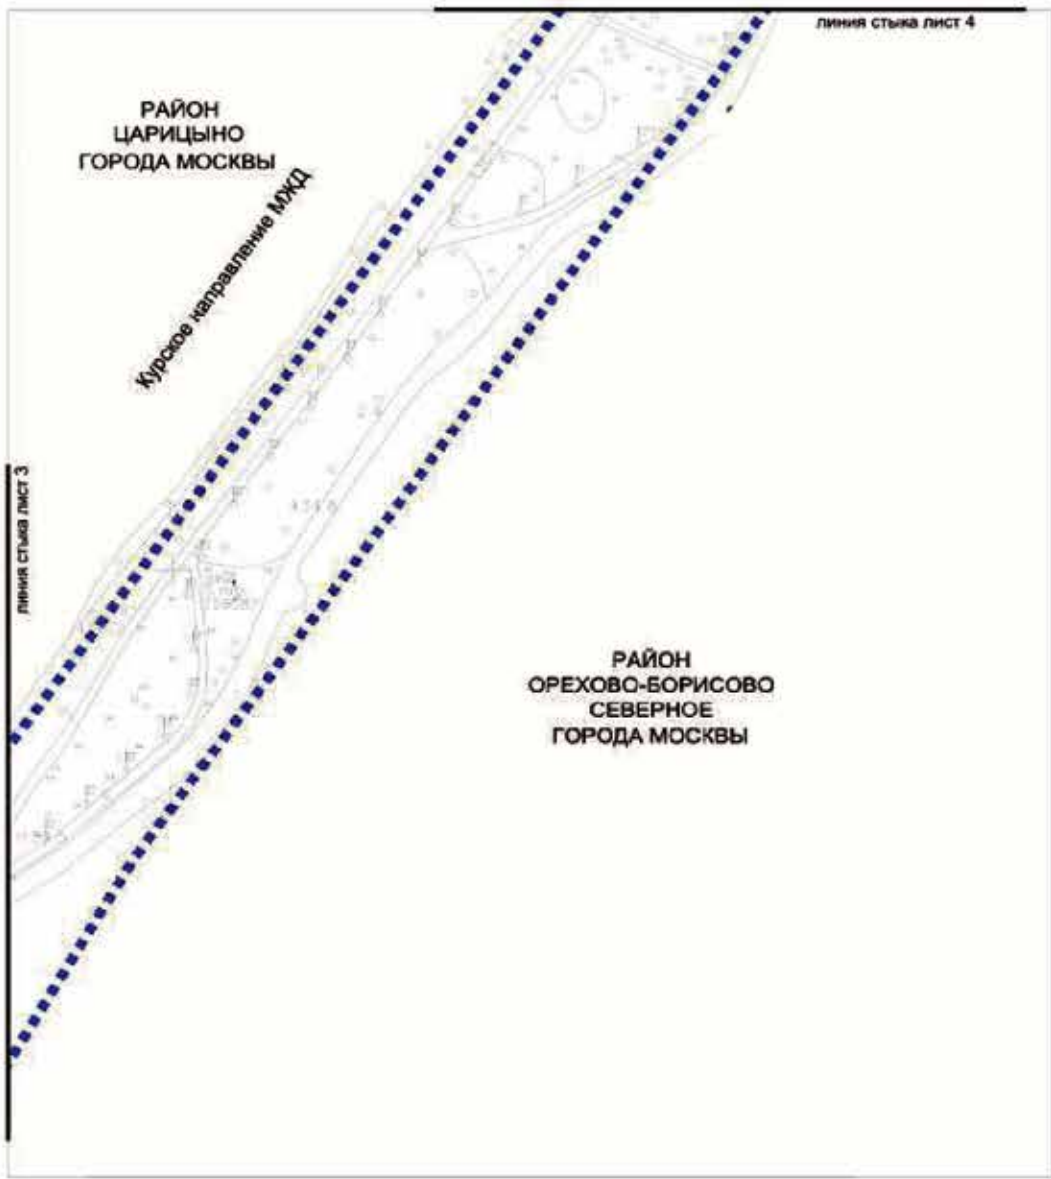 линия стыка лист 4
РАЙОН
ЦАРИЦЫНО
ГОРОДА МОСКВЫ
Курское направление МЖД
линия стыка лист 3
РАЙОН
ОРЕХОВО-БОРИСОВО
СЕВЕРНОЕ
ГОРОДА МОСКВЫ